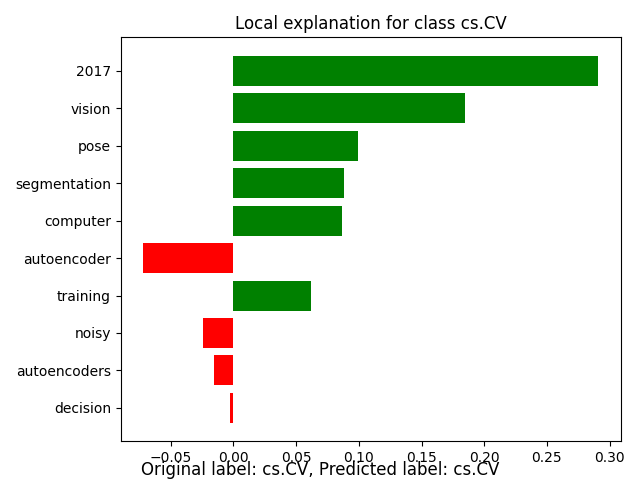 Local explanation for class cs.CV
2017
vision
pose
segmentation
computer
autoencoder
training
noisy
autoencoders
decision
−0.05 0.00 0.05 0.10 0.15 0.20 0.25 0.30
Original label: cs.CV, Predicted label: cs.CV